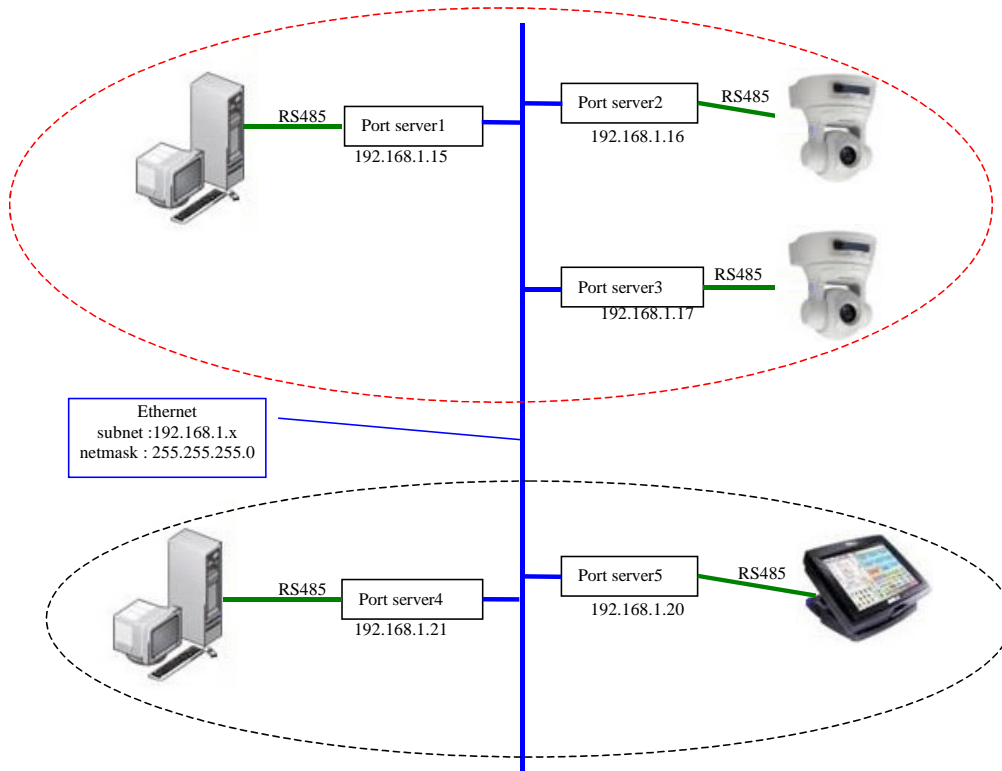 RS485
Port server1
192.168.1.15
Port server2
192.168.1.16
RS485
Port server3
192.168.1.17
RS485
Ethernet
subnet :192.168.1.x
netmask : 255.255.255.0
RS485
Port server4
192.168.1.21
Port server5
192.168.1.20
RS485